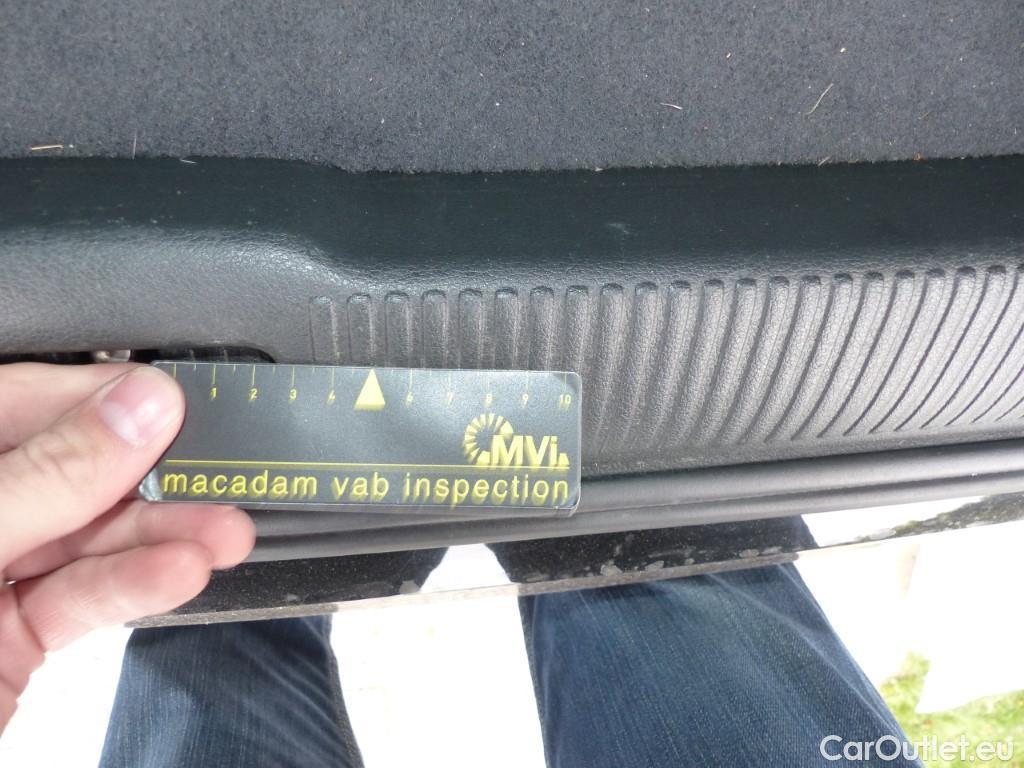 1 2 3 4 6 7 8 9 10
MVi
macadam vab inspection
CarOutlet.eu